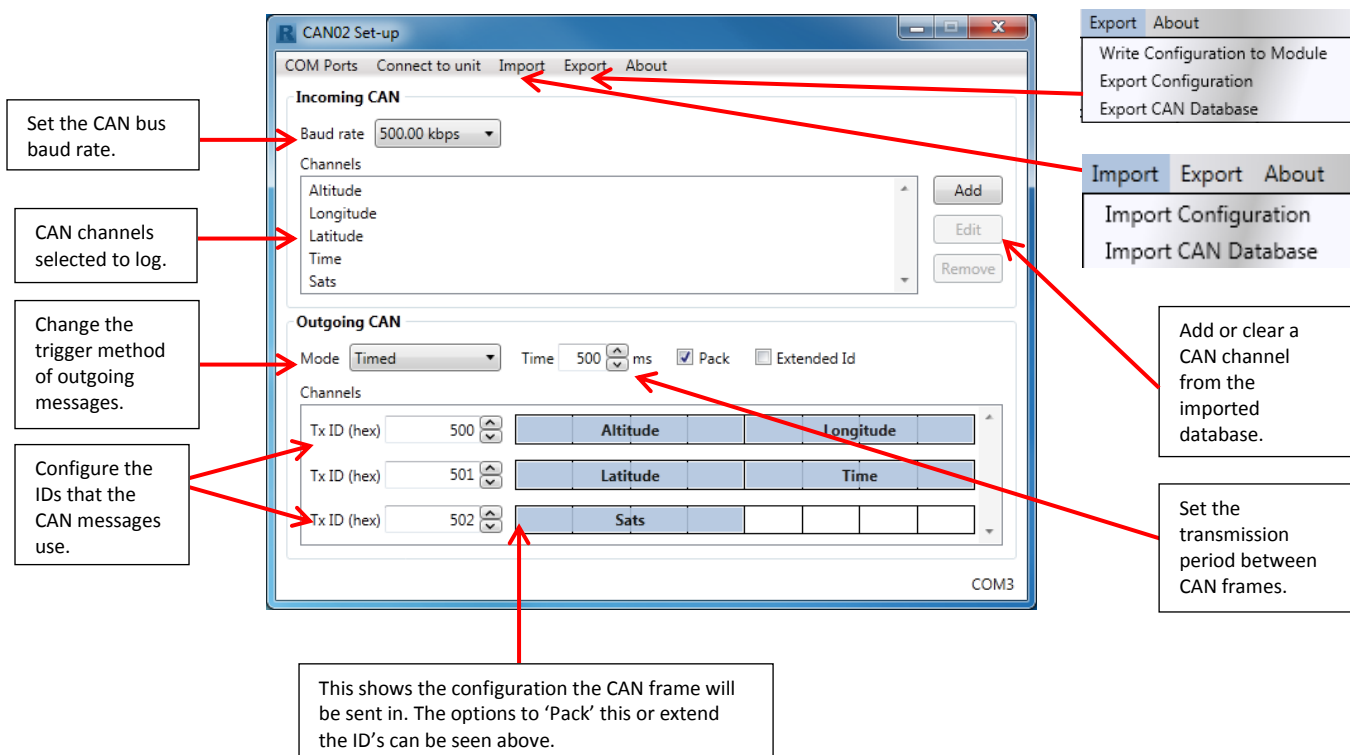 CAN02 Set-up
COM Ports Connect to unit Import Export About
Incoming CAN
Baud rate 500.00 kbps
Channels
Altitude
Longitude
Latitude
Time
Sats
Add
Edit
Remove
Outgoing CAN
Mode Timed Time 500 ms Pack Extended Id
Channels
Tx ID (hex) 500 Altitude Longitude
Tx ID (hex) 501 Latitude Time
Tx ID (hex) 502 Sats
COM3
Set the CAN bus
baud rate.
CAN channels
selected to log.
Change the
trigger method
of outgoing
messages.
Configure the
IDs that the
CAN messages
use.
Export About
Write Configuration to Module
Export Configuration
Export CAN Database
Import Export About
Import Configuration
Import CAN Database
Add or clear a
CAN channel
from the
imported
database.
Set the
transmission
period between
CAN frames.
This shows the configuration the CAN frame will
be sent in. The options to ‘Pack’ this or extend
the ID’s can be seen above.